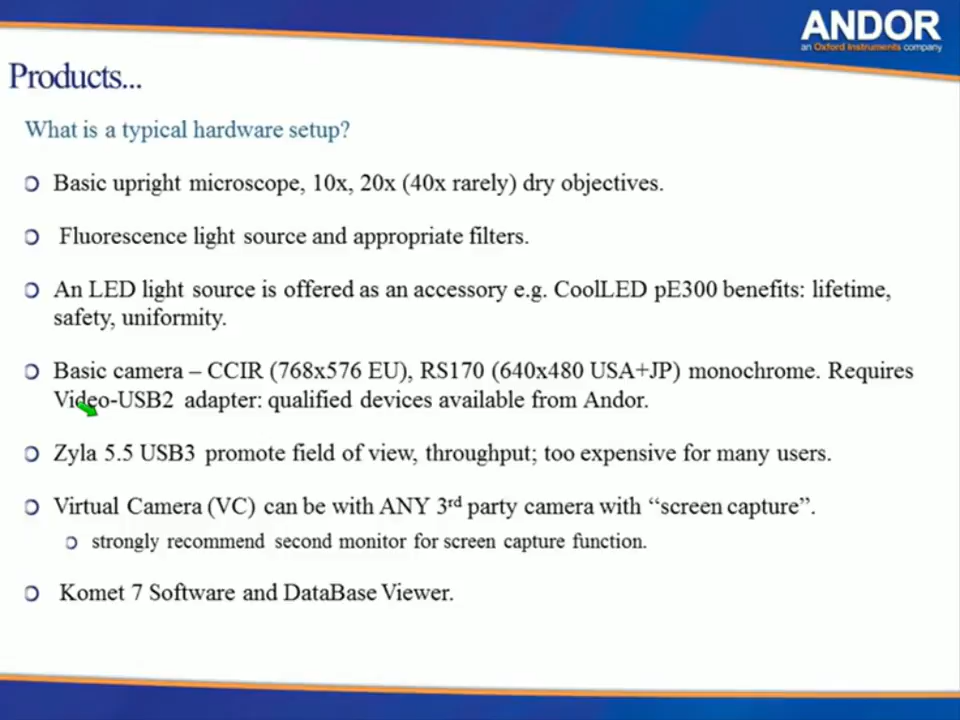 ANDOR
an Oxford Instruments company
Products...
What is a typical hardware setup?
Basic upright microscope, 10x, 20x (40x rarely) dry objectives.
Fluorescence light source and appropriate filters.
An LED light source is offered as an accessory e.g. CoolLED pE300 benefits: lifetime,
safety, uniformity.
Basic camera – CCIR (768x576 EU), RS170 (640x480 USA+JP) monochrome. Requires
Video-USB2 adapter: qualified devices available from Andor.
Zyla 5.5 USB3 promote field of view, throughput; too expensive for many users.
Virtual Camera (VC) can be with ANY 3rd party camera with “screen capture”.
strongly recommend second monitor for screen capture function.
Komet 7 Software and DataBase Viewer.